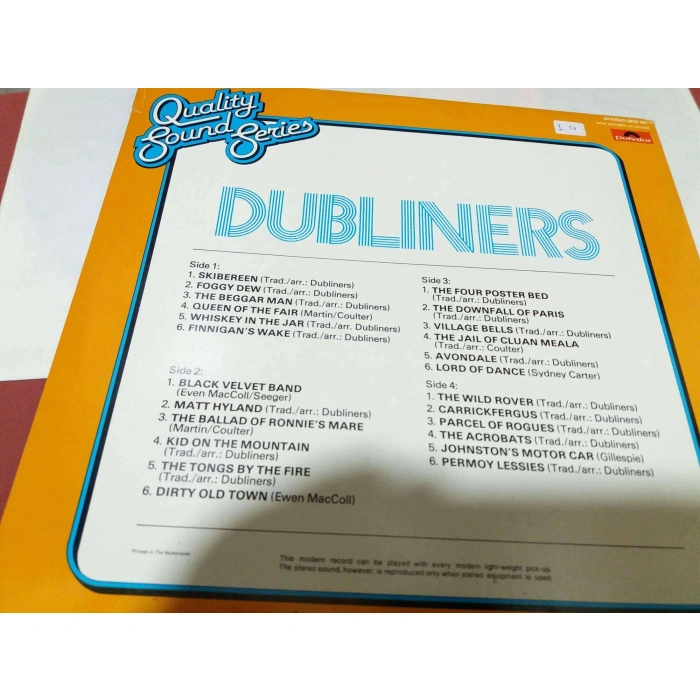 Quality
Sound Series
Polydor
DUBLINERS
Side 1:
1. SKIBEREEN (Trad./arr.: Dubliners)
2. FOGGY DEW (Trad./arr.: Dubliners)
3. THE BEGGAR MAN (Trad./arr.: Dubliners)
4. QUEEN OF THE FAIR (Martin/Coulter)
5. WHISKEY IN THE JAR (Trad./arr. Dubliners)
6. FINNIGAN'S WAKE (Trad./arr.: Dubliners)
Side 2:
1. BLACK VELVET BAND
(Even MacColl/Seeger)
2. MATT HYLAND (Trad./arr.: Dubliners)
3. THE BALLAD OF RONNIE'S MARE
(Martin/Coulter)
4. KID ON THE MOUNTAIN
(Trad./arr.: Dubliners)
5. THE TONGS BY THE FIRE
(Trad./arr.: Dubliners)
6. DIRTY OLD TOWN (Ewen MacColl)
Side 3:
1. THE FOUR POSTER BED
(Trad./arr.: Dubliners)
2. THE DOWNFALL OF PARIS
(Trad./arr.: Dubliners)
3. VILLAGE BELLS (Trad./arr.: Dubliners)
4. THE JAIL OF CLUAN MEALA
(Trad./arr.: Coulter)
5. AVONDALE (Trad./arr.: Dubliners)
6. LORD OF DANCE (Sydney Carter)
Side 4:
1. THE WILD ROVER (Trad./arr.: Dubliners)
2. CARRICKFERGUS (Trad./arr.: Dubliners)
3. PARCEL OF ROGUES (Trad./arr.: Dubliners)
4. THE ACROBATS (Trad./arr.: Dubliners)
5. JOHNSTON'S MOTOR CAR (Gillespie)
6. PERMOY LESSIES (Trad./arr.: Dubliners)
Printed in The Netherlands
This modern record can be played with every modern light-weight pick-up.
The stereo sound, however, is reproduced only when stereo equipment is used.